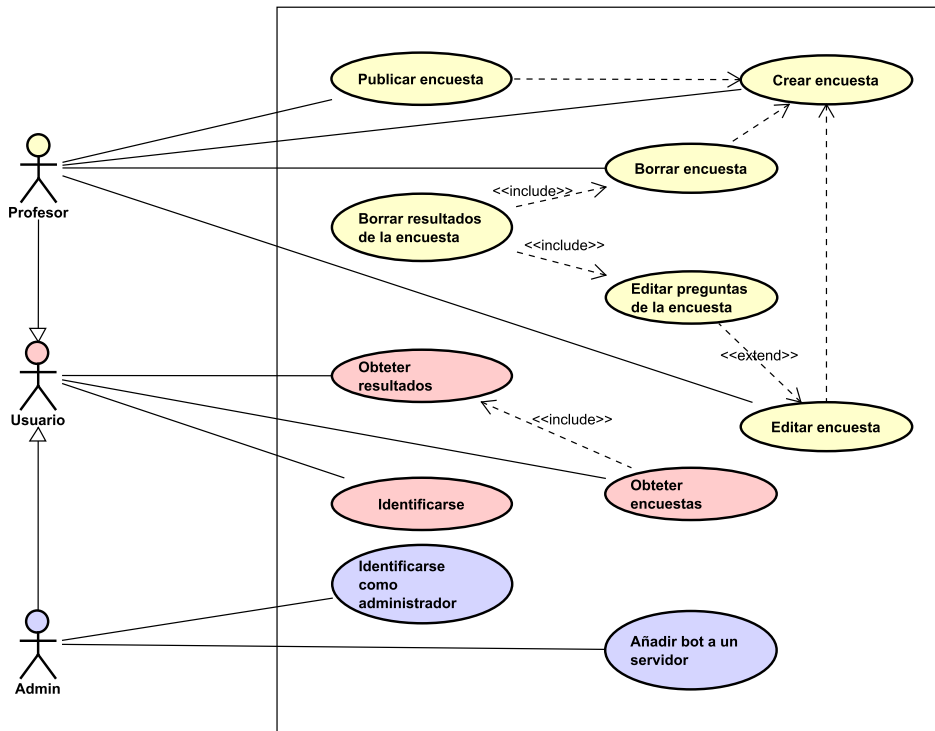 Publicar encuesta
Crear encuesta
Profesor
Borrar encuesta
<<include>>
Borrar resultados
de la encuesta
<<include>>
Editar preguntas
de la encuesta
<<extend>>
Usuario
Obteter
resultados
<<include>>
Editar encuesta
Identificarse
Obteter
encuestas
Identificarse
como
administrador
Admin
Añadir bot a un
servidor